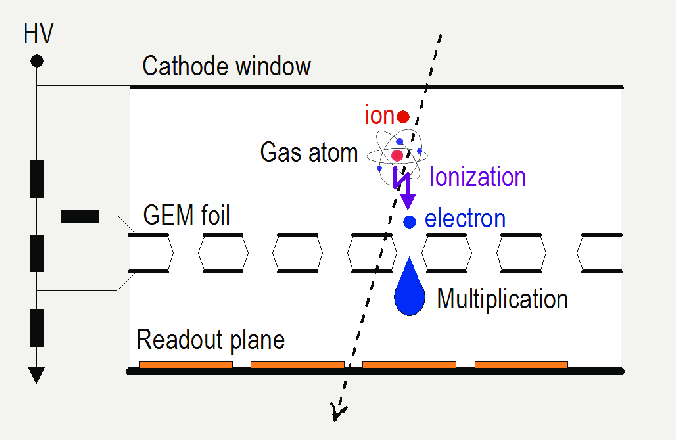 HV
Cathode window
ion
Gas atom
Ionization
GEM foil
electron
Multiplication
Readout plane